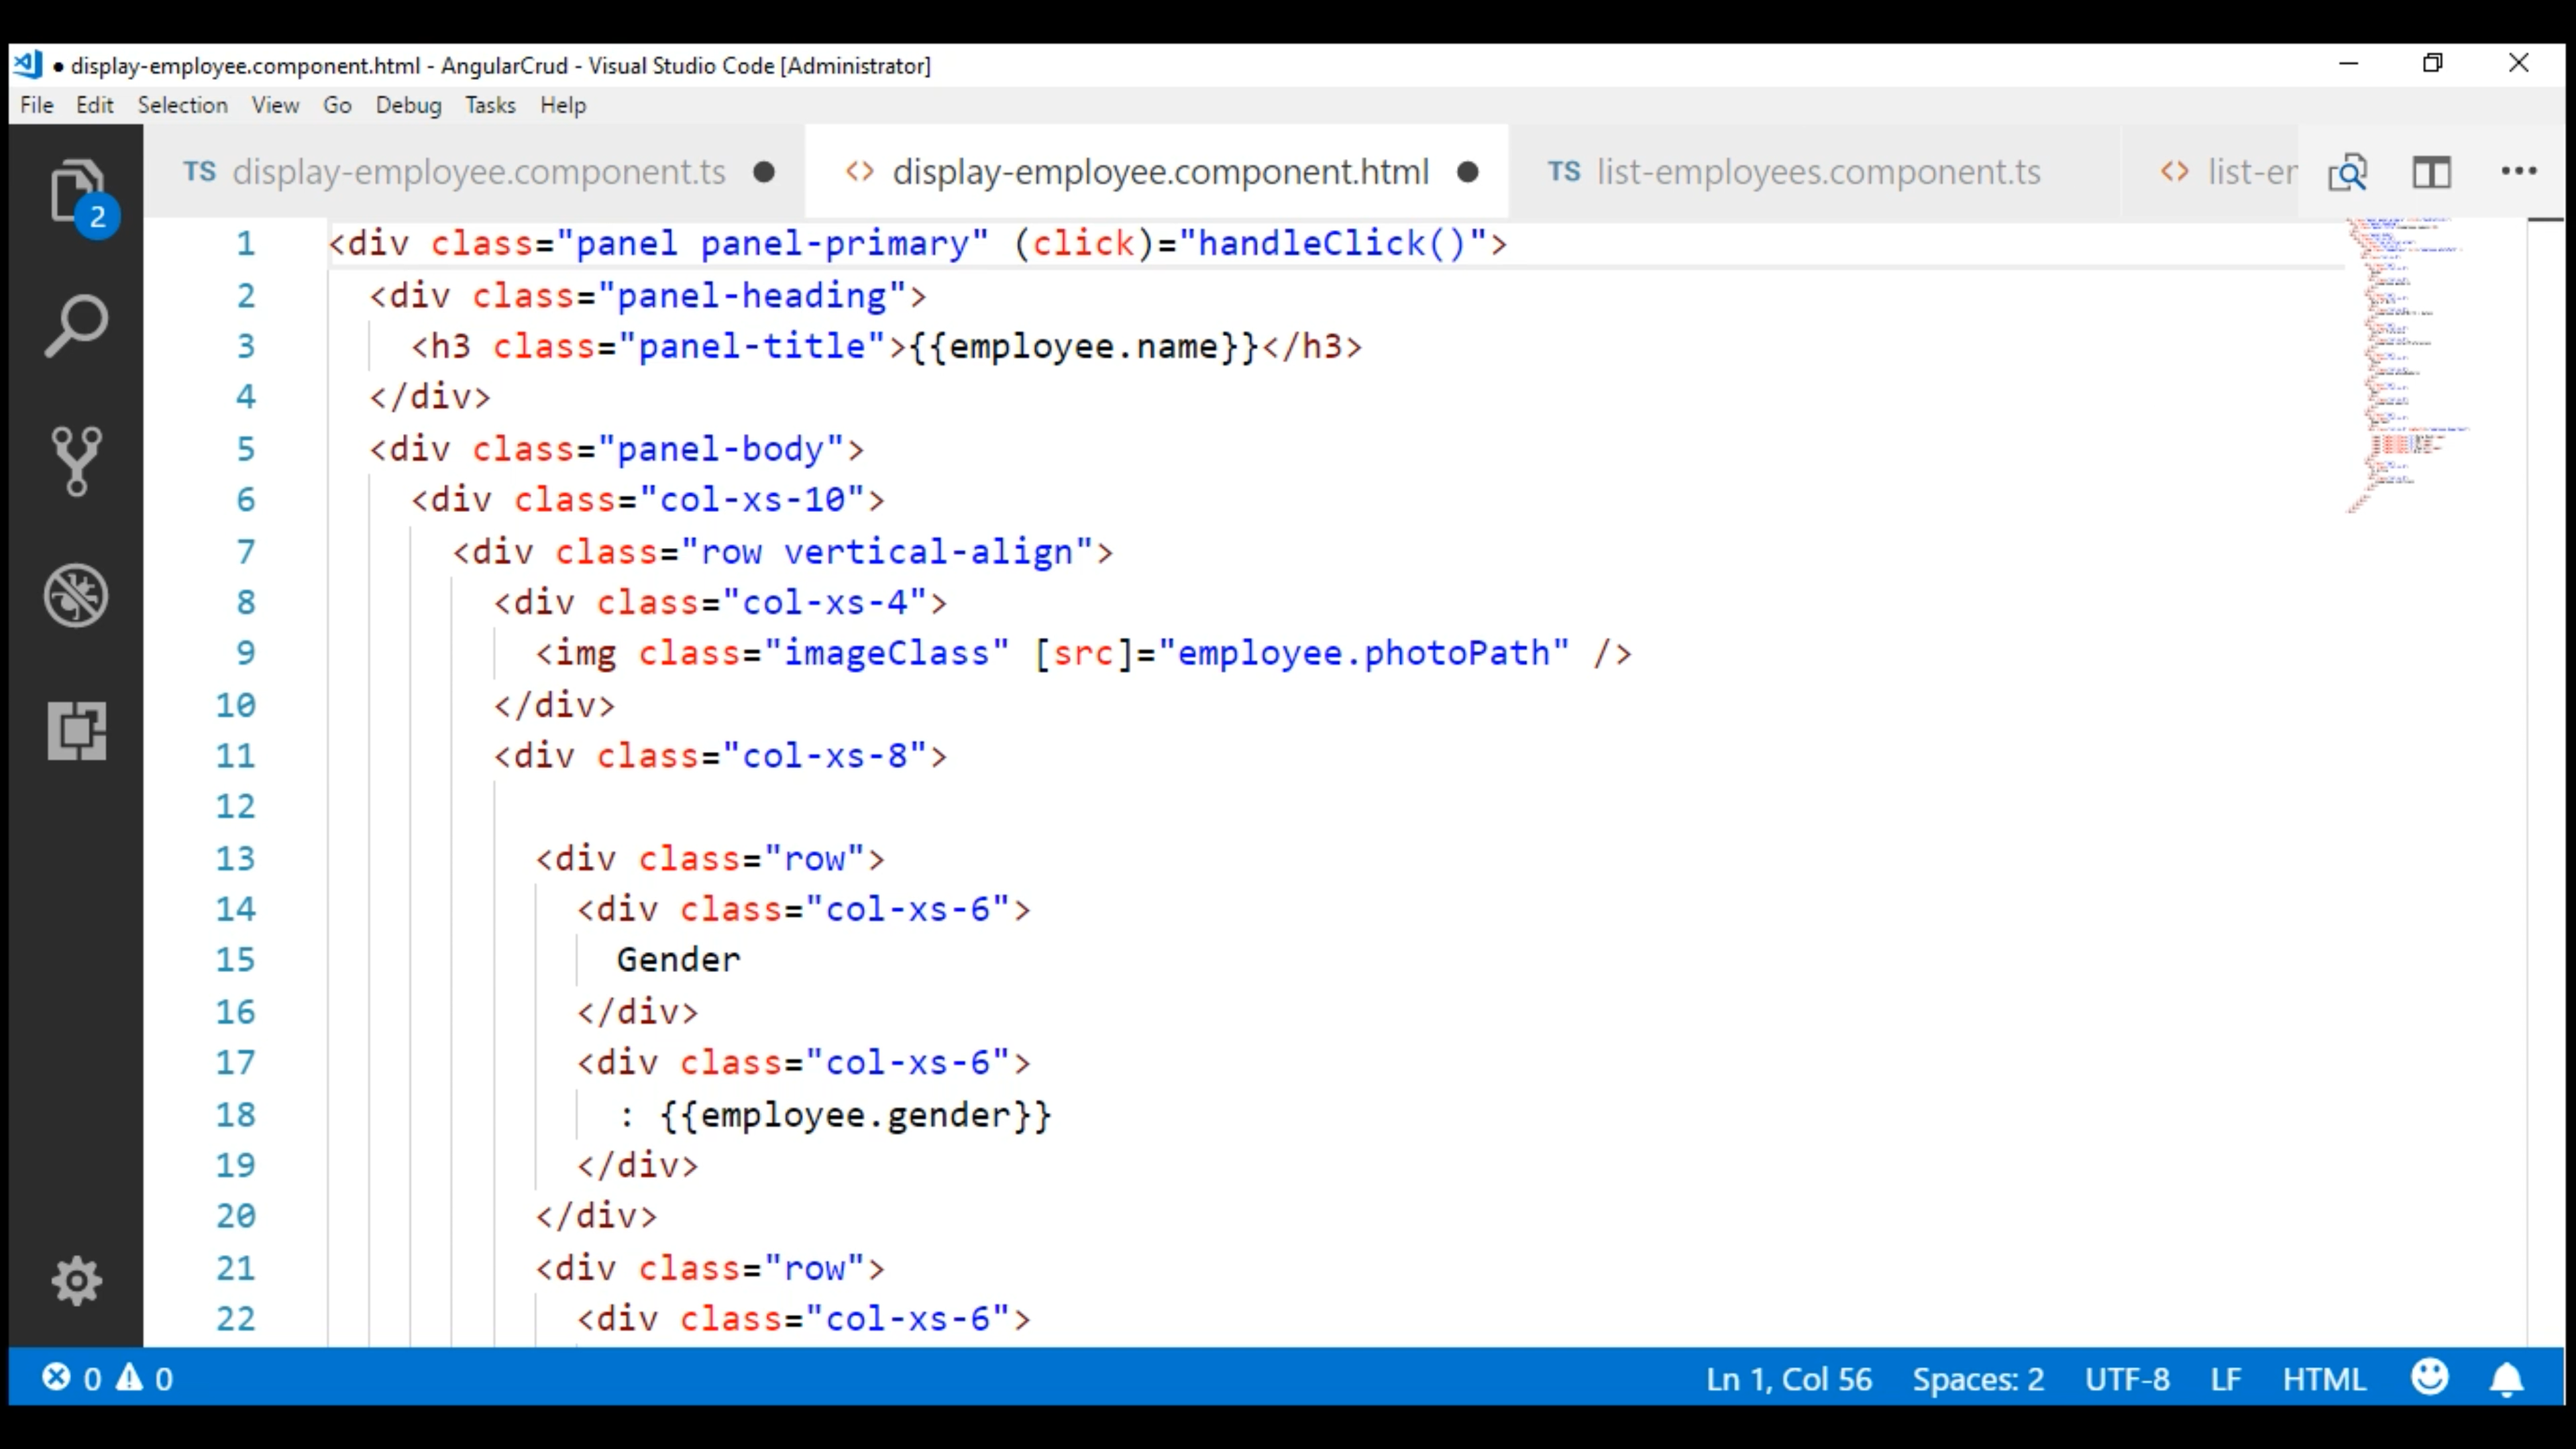 ● display-employee.component.html - AngularCrud - Visual Studio Code [Administrator]
File Edit Selection View Go Debug Tasks Help
TS display-employee.component.ts ● <> display-employee.component.html ● TS list-employees.component.ts <> list-er
2
1 <div class="panel panel-primary" (click)="handleClick()">
2 <div class="panel-heading">
3 <h3 class="panel-title">{{employee.name}}</h3>
4 </div>
5 <div class="panel-body">
6 <div class="col-xs-10">
7 <div class="row vertical-align">
8 <div class="col-xs-4">
9 <img class="imageClass" [src]="employee.photoPath" />
10 </div>
11 <div class="col-xs-8">
12
13 <div class="row">
14 <div class="col-xs-6">
15 Gender
16 </div>
17 <div class="col-xs-6">
18 : {{employee.gender}}
19 </div>
20 </div>
21 <div class="row">
22 <div class="col-xs-6">
0 0 Ln 1, Col 56 Spaces: 2 UTF-8 LF HTML